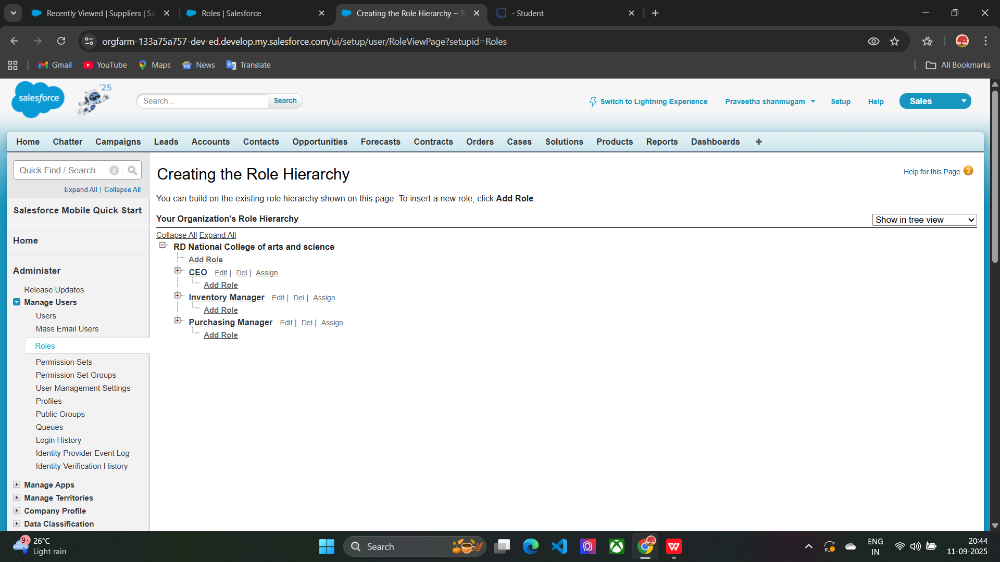 Recently Viewed | Suppliers | Sa
Roles | Salesforce
Creating the Role Hierarchy ~ S
- Student
orgfarm-133a75a757-dev-ed.develop.my.salesforce.com/ui/setup/user/RoleViewPage?setupid=Roles
Gmail
YouTube
Maps
News
Translate
All Bookmarks
salesforce
'25
Search...
Search
Switch to Lightning Experience
Praveetha shanmugam
Setup
Help
Sales
Home Chatter Campaigns Leads Accounts Contacts Opportunities Forecasts Contracts Orders Cases Solutions Products Reports Dashboards +
Quick Find / Search...
Expand All | Collapse All
Salesforce Mobile Quick Start
Home
Administer
Release Updates
Manage Users
Users
Mass Email Users
Roles
Permission Sets
Permission Set Groups
User Management Settings
Profiles
Public Groups
Queues
Login History
Identity Provider Event Log
Identity Verification History
Manage Apps
Manage Territories
Company Profile
Data Classification
Creating the Role Hierarchy
Help for this Page ?
You can build on the existing role hierarchy shown on this page. To insert a new role, click Add Role.
Your Organization's Role Hierarchy
Show in tree view
Collapse All Expand All
RD National College of arts and science
Add Role
CEO Edit | Del | Assign
Add Role
Inventory Manager Edit | Del | Assign
Add Role
Purchasing Manager Edit | Del | Assign
Add Role
9+
26°C
Light rain
Search
ENG
IN
20:44
11-09-2025